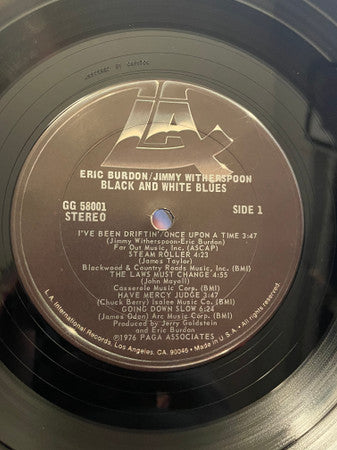 MASTERED BY CAPITOL
LAX
ERIC BURDON/JIMMY WITHERSPOON
BLACK AND WHITE BLUES
GG 58001
STEREO
SIDE 1
I'VE BEEN DRIFTIN'/ONCE UPON A TIME 3:47
(Jimmy Witherspoon-Eric Burdon)
Far Out Music, Inc. (ASCAP)
STEAM ROLLER 4:23
(James Taylor)
Blackwood & Country Roads Music, Inc. (BMI)
THE LAWS MUST CHANGE 4:55
(John Mayall)
Casserole Music Corp. (BMI)
HAVE MERCY JUDGE 3:47
(Chuck Berry) Isalee Music Co. (BMI)
GOING DOWN SLOW 6:24
(James Oden) Arc Music Corp. (BMI)
Produced by Jerry Goldstein
and Eric Burdon
℗1976 PAGA ASSOCIATES
L.A. International Records, Los Angeles, CA. 90046 • Made in U.S.A. • All rights reserved.